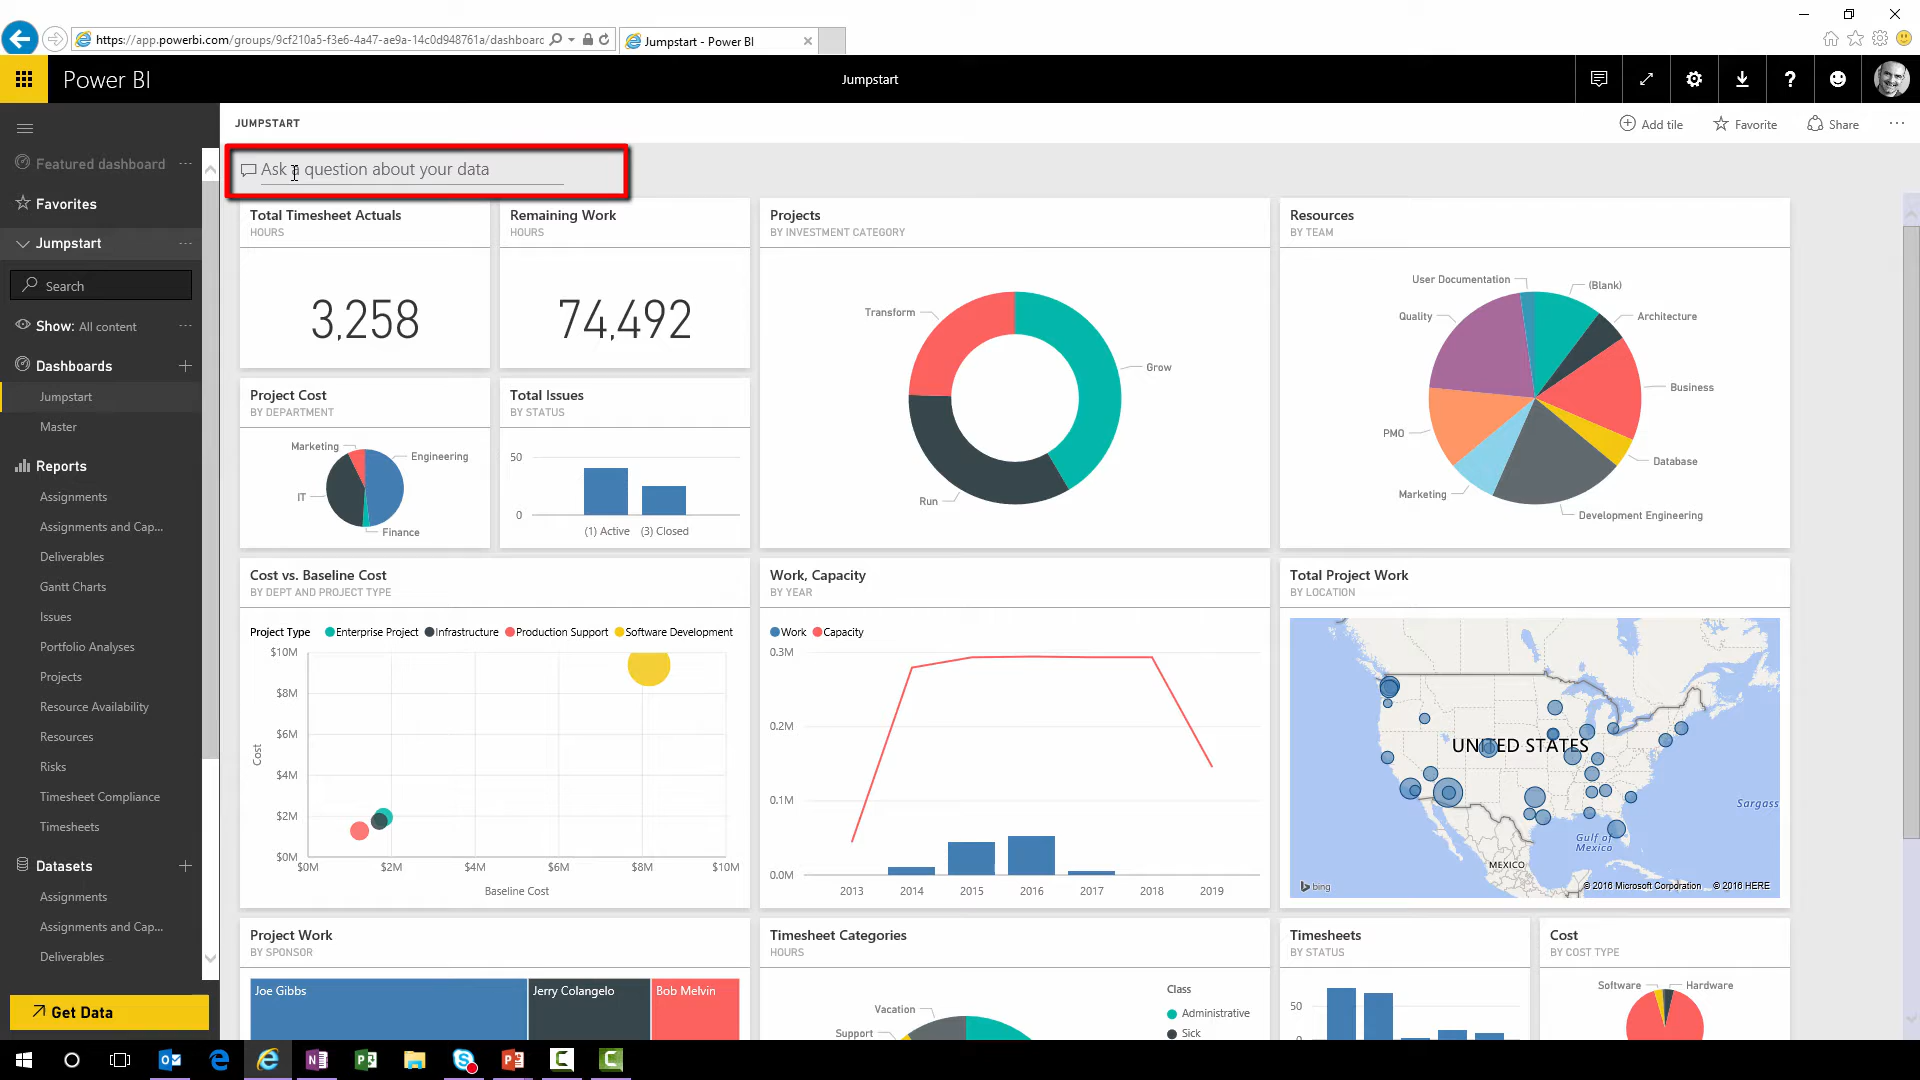 https://app.powerbi.com/groups/9cf210a5-f3e6-4a47-ae9a-14c0d948761a/dashboarc
Jumpstart - Power BI
Power BI
Jumpstart
JUMPSTART
Add tile
Favorite
Share
Ask a question about your data
Featured dashboard
Favorites
Jumpstart
Search
Show: All content
Dashboards
Jumpstart
Master
Reports
Assignments
Assignments and Cap...
Deliverables
Gantt Charts
Issues
Portfolio Analyses
Projects
Resource Availability
Resources
Risks
Timesheet Compliance
Timesheets
Datasets
Assignments
Assignments and Cap...
Deliverables
Get Data
Total Timesheet Actuals
HOURS
3,258
Remaining Work
HOURS
74,492
Projects
BY INVESTMENT CATEGORY
Transform
Grow
Run
Resources
BY TEAM
User Documentation
(Blank)
Quality
Architecture
Business
PMO
Database
Marketing
Development Engineering
Project Cost
BY DEPARTMENT
Marketing
Engineering
IT
Finance
Total Issues
BY STATUS
50
0
(1) Active
(3) Closed
Cost vs. Baseline Cost
BY DEPT AND PROJECT TYPE
Project Type Enterprise Project Infrastructure Production Support Software Development
$10M
$8M
$6M
$4M
$2M
$0M
Cost
$0M $2M $4M $6M $8M $10M
Baseline Cost
Work, Capacity
BY YEAR
Work Capacity
0.3M
0.2M
0.1M
0.0M
2013 2014 2015 2016 2017 2018 2019
Total Project Work
BY LOCATION
UNITED STATES
Sargass
Gulf of
Mexico
MEXICO
bing
© 2016 Microsoft Corporation © 2016 HERE
Project Work
BY SPONSOR
Joe Gibbs
Jerry Colangelo
Bob Melvin
Timesheet Categories
HOURS
Vacation
Support
Class
Administrative
Sick
Timesheets
BY STATUS
50
Cost
BY COST TYPE
Software
Hardware